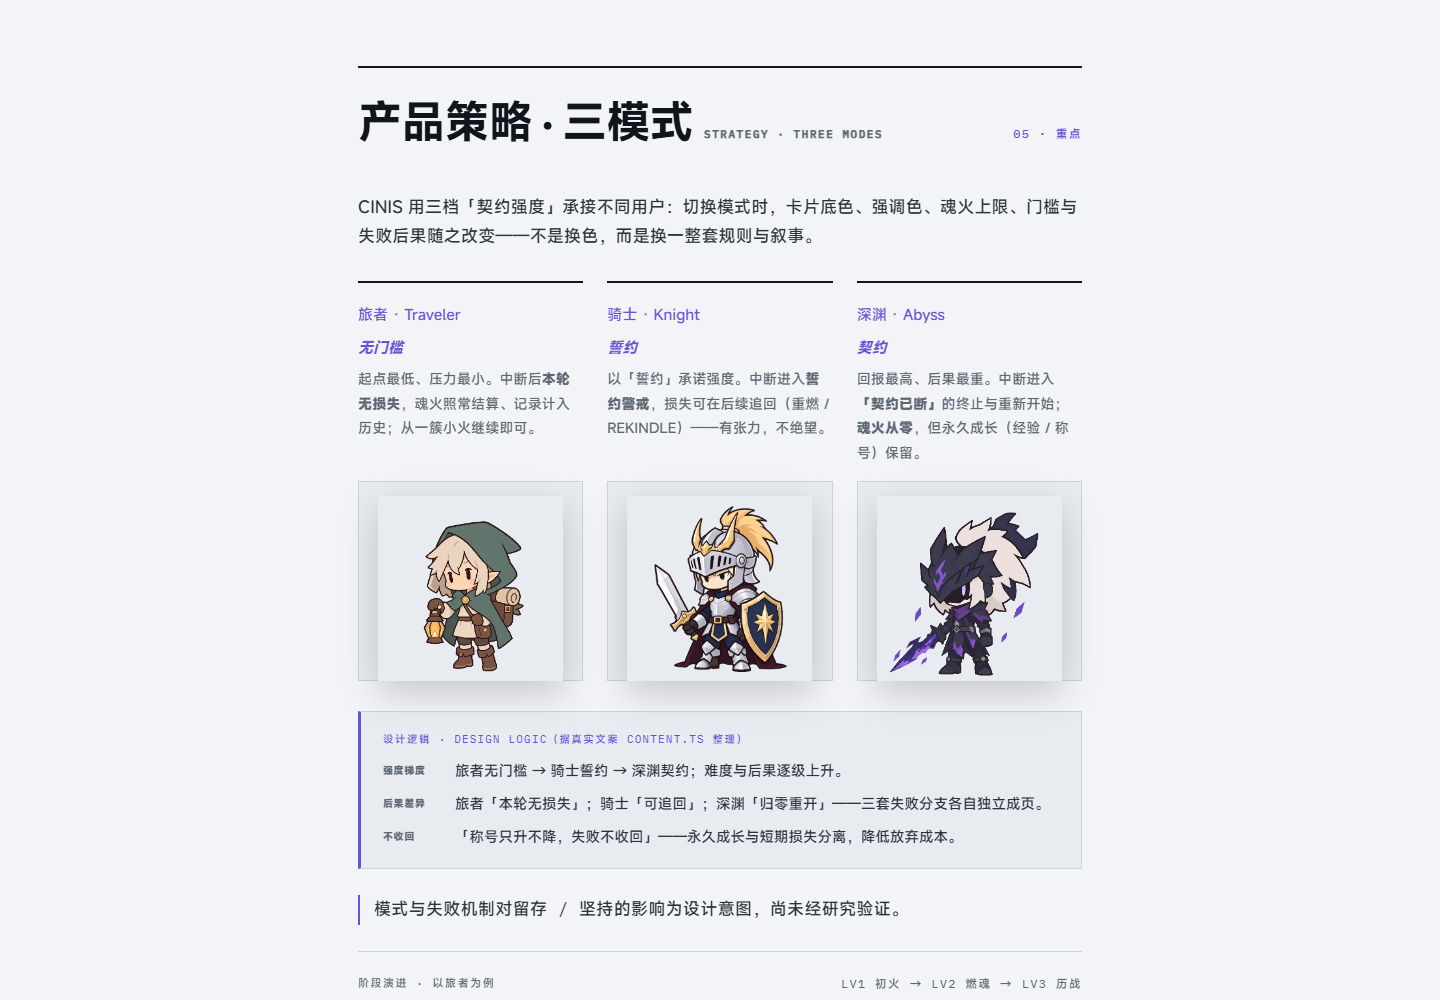 产品策略 · 三模式 STRATEGY · THREE MODES
05 · 重点
CINIS 用三档「契约强度」承接不同用户：切换模式时，卡片底色、强调色、魂火上限、门槛与
失败后果随之改变——不是换色，而是换一整套规则与叙事。
旅者 · Traveler
无门槛
起点最低、压力最小。中断后本轮
无损失，魂火照常结算、记录计入
历史；从一簇小火继续即可。
骑士 · Knight
誓约
以「誓约」承诺强度。中断进入誓
约警戒，损失可在后续追回（重燃 /
REKINDLE）——有张力，不绝望。
深渊 · Abyss
契约
回报最高、后果最重。中断进入
「契约已断」的终止与重新开始；
魂火从零，但永久成长（经验 / 称
号）保留。
设计逻辑 · DESIGN LOGIC（据真实文案 CONTENT.TS 整理）
强度梯度 旅者无门槛 → 骑士誓约 → 深渊契约；难度与后果逐级上升。
后果差异 旅者「本轮无损失」；骑士「可追回」；深渊「归零重开」——三套失败分支各自独立成页。
不收回 「称号只升不降，失败不收回」——永久成长与短期损失分离，降低放弃成本。
模式与失败机制对留存 / 坚持的影响为设计意图，尚未经研究验证。
阶段演进 · 以旅者为例
LV1 初火 → LV2 燃魂 → LV3 历战